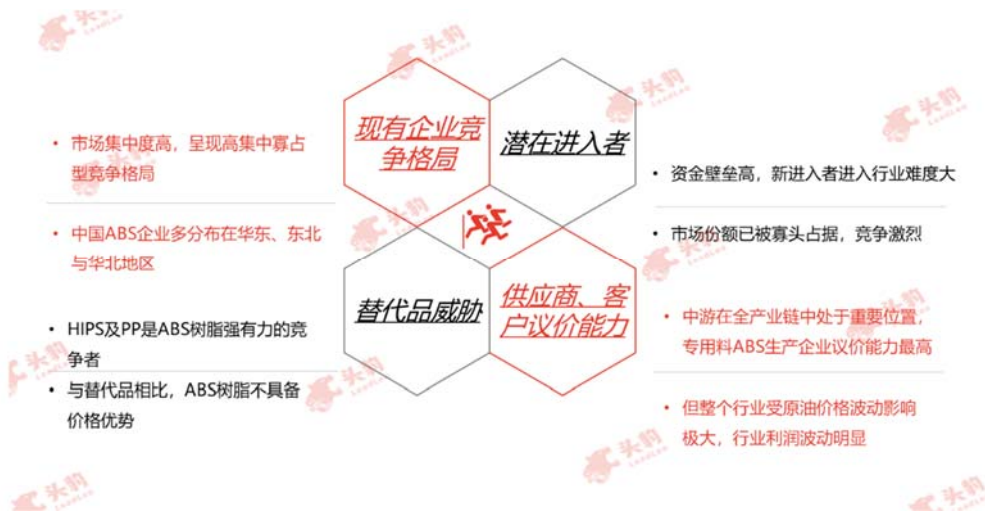 现有企业竞
争格局
市场集中度高，呈现高集中寡占
型竞争格局
中国ABS企业多分布在华东、东北
与华北地区
潜在进入者
资金壁垒高，新进入者进入行业难度大
市场份额已被寡头占据，竞争激烈
替代品威胁
HIPS及PP是ABS树脂强有力的竞
争者
与替代品相比，ABS树脂不具备
价格优势
供应商、客
户议价能力
中游在全产业链中处于重要位置，
专用料ABS生产企业议价能力最高
但整个行业受原油价格波动影响
极大，行业利润波动明显
头豹
LeadLeo